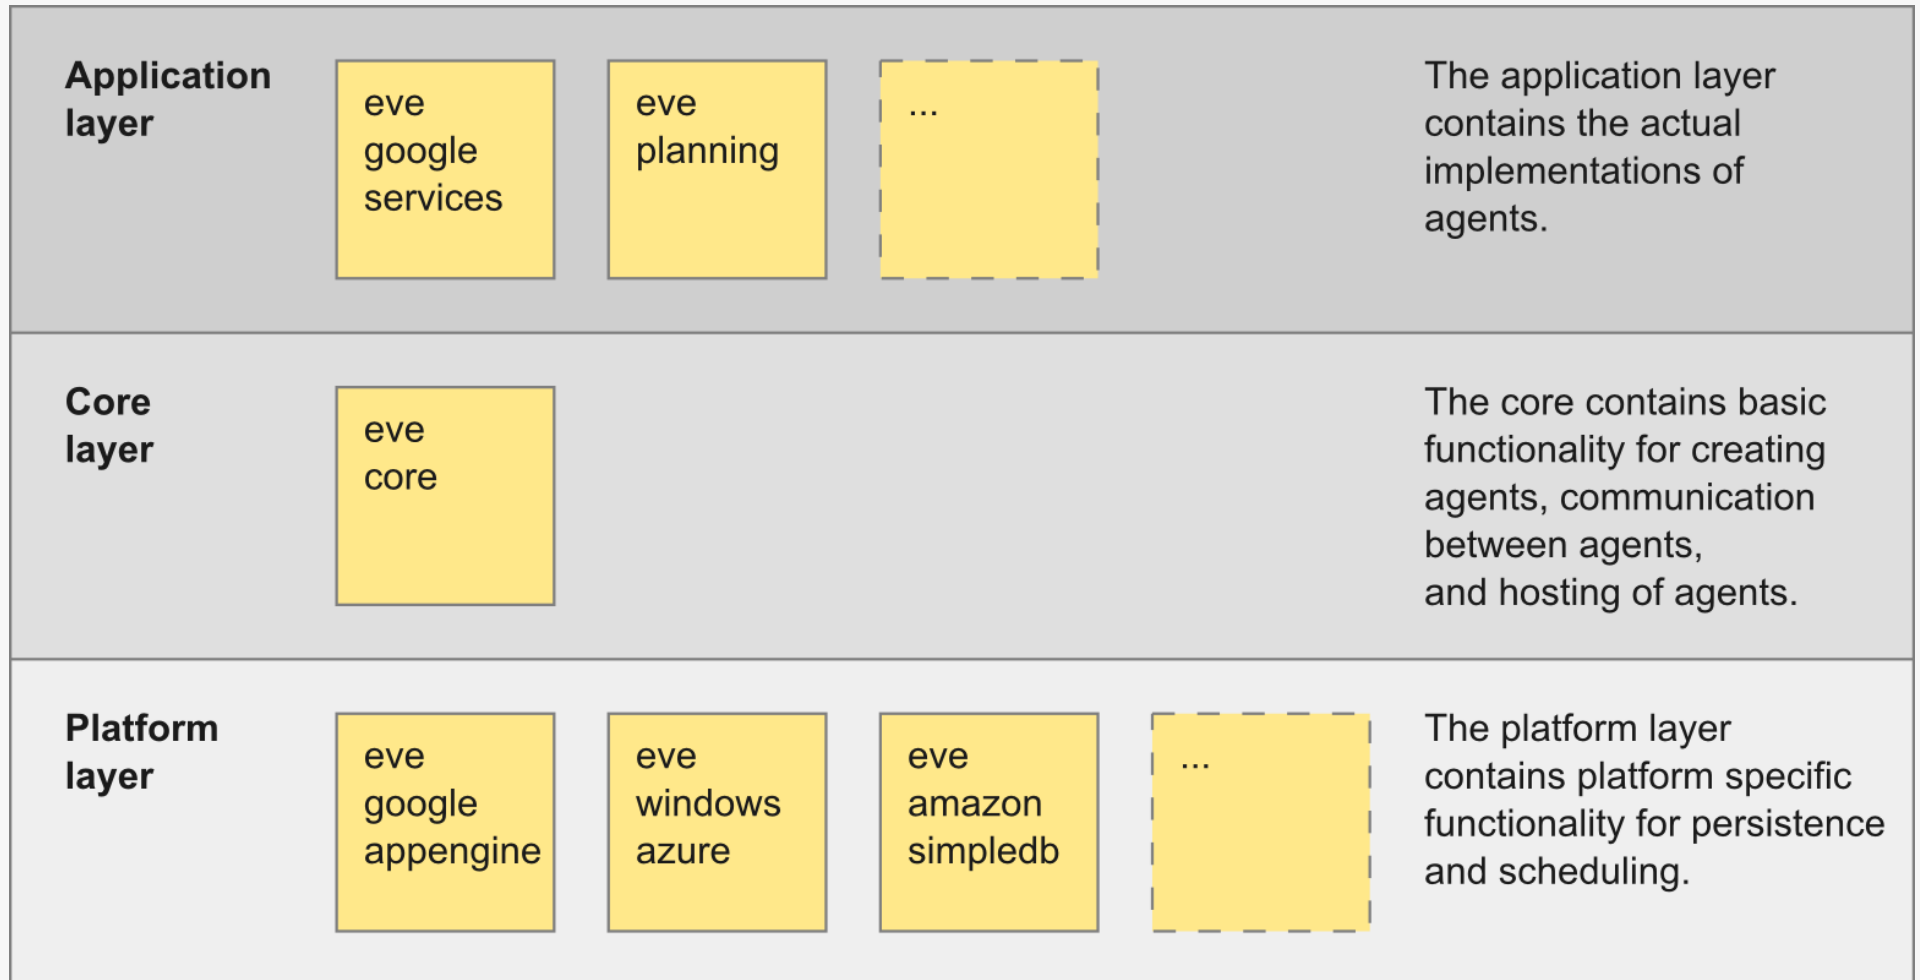 Application
layer
eve
google
services
eve
planning
...
The application layer
contains the actual
implementations of
agents.
Core
layer
eve
core
The core contains basic
functionality for creating
agents, communication
between agents,
and hosting of agents.
Platform
layer
eve
google
appengine
eve
windows
azure
eve
amazon
simpledb
...
The platform layer
contains platform specific
functionality for persistence
and scheduling.